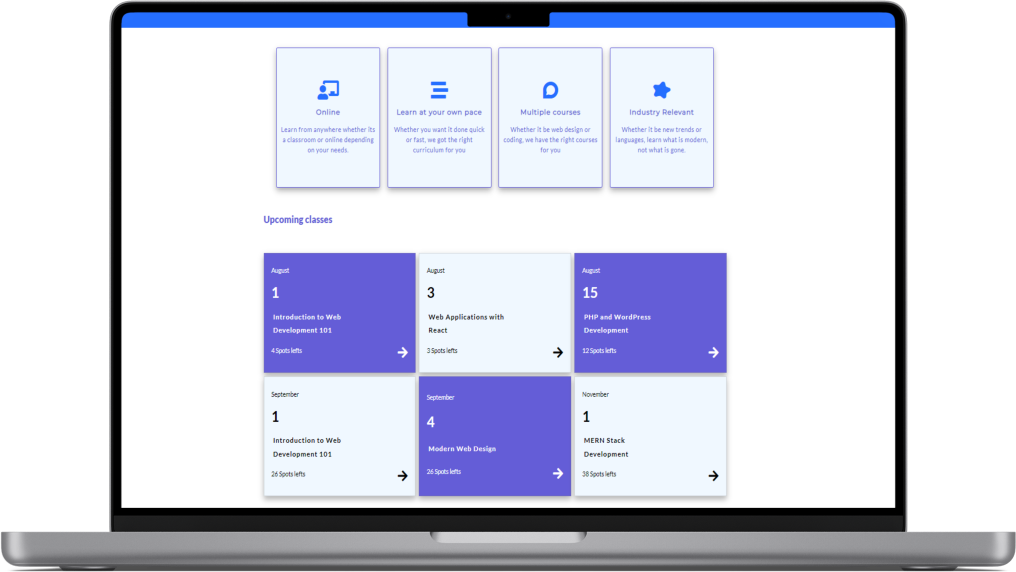 Online
Learn from anywhere whether its
a classroom or online depending
on your needs.
Learn at your own pace
Whether you want it done quick
or fast, we got the right
curriculum for you
Multiple courses
Whether it be web design or
coding, we have the right courses
for you
Industry Relevant
Whether it be new trends or
languages, learn what is modern,
not what is gone.
Upcoming classes
August
1
Introduction to Web
Development 101
4 Spots lefts
August
3
Web Applications with
React
3 Spots lefts
August
15
PHP and WordPress
Development
12 Spots lefts
September
1
Introduction to Web
Development 101
26 Spots lefts
September
4
Modern Web Design
26 Spots lefts
November
1
MERN Stack
Development
38 Spots lefts